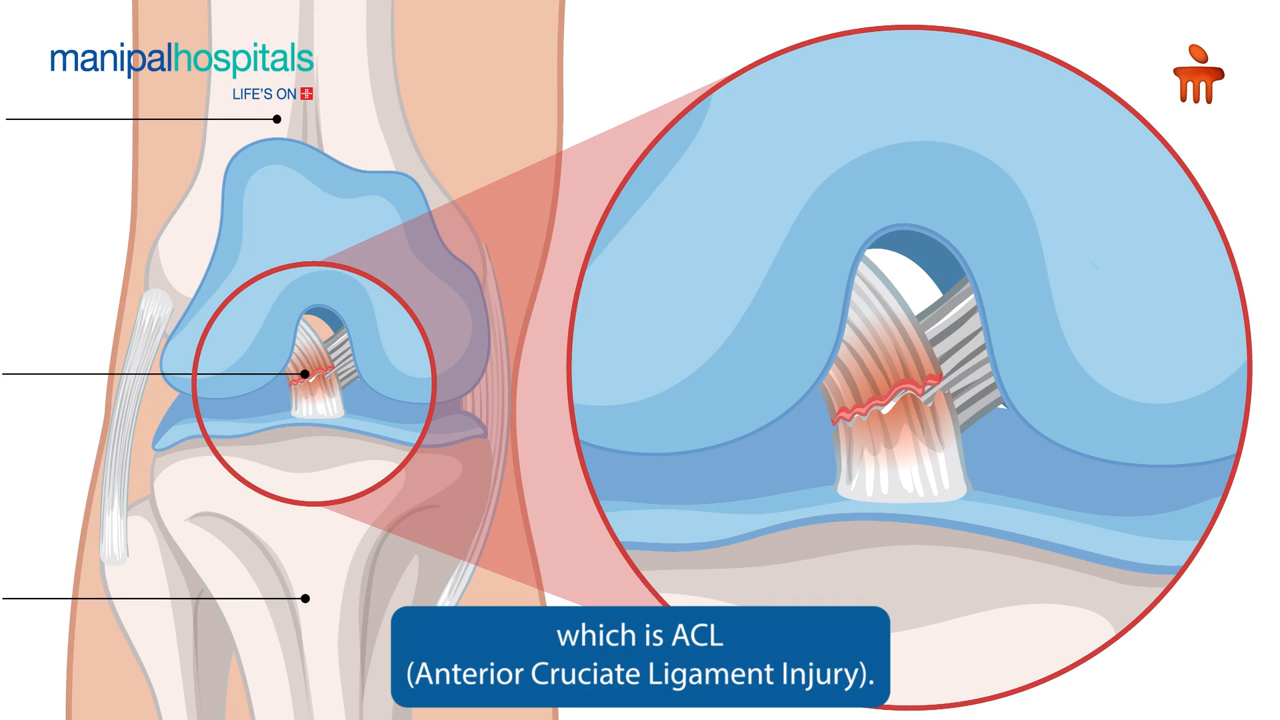 manipalhospitals
LIFE'S ON
which is ACL
(Anterior Cruciate Ligament Injury).